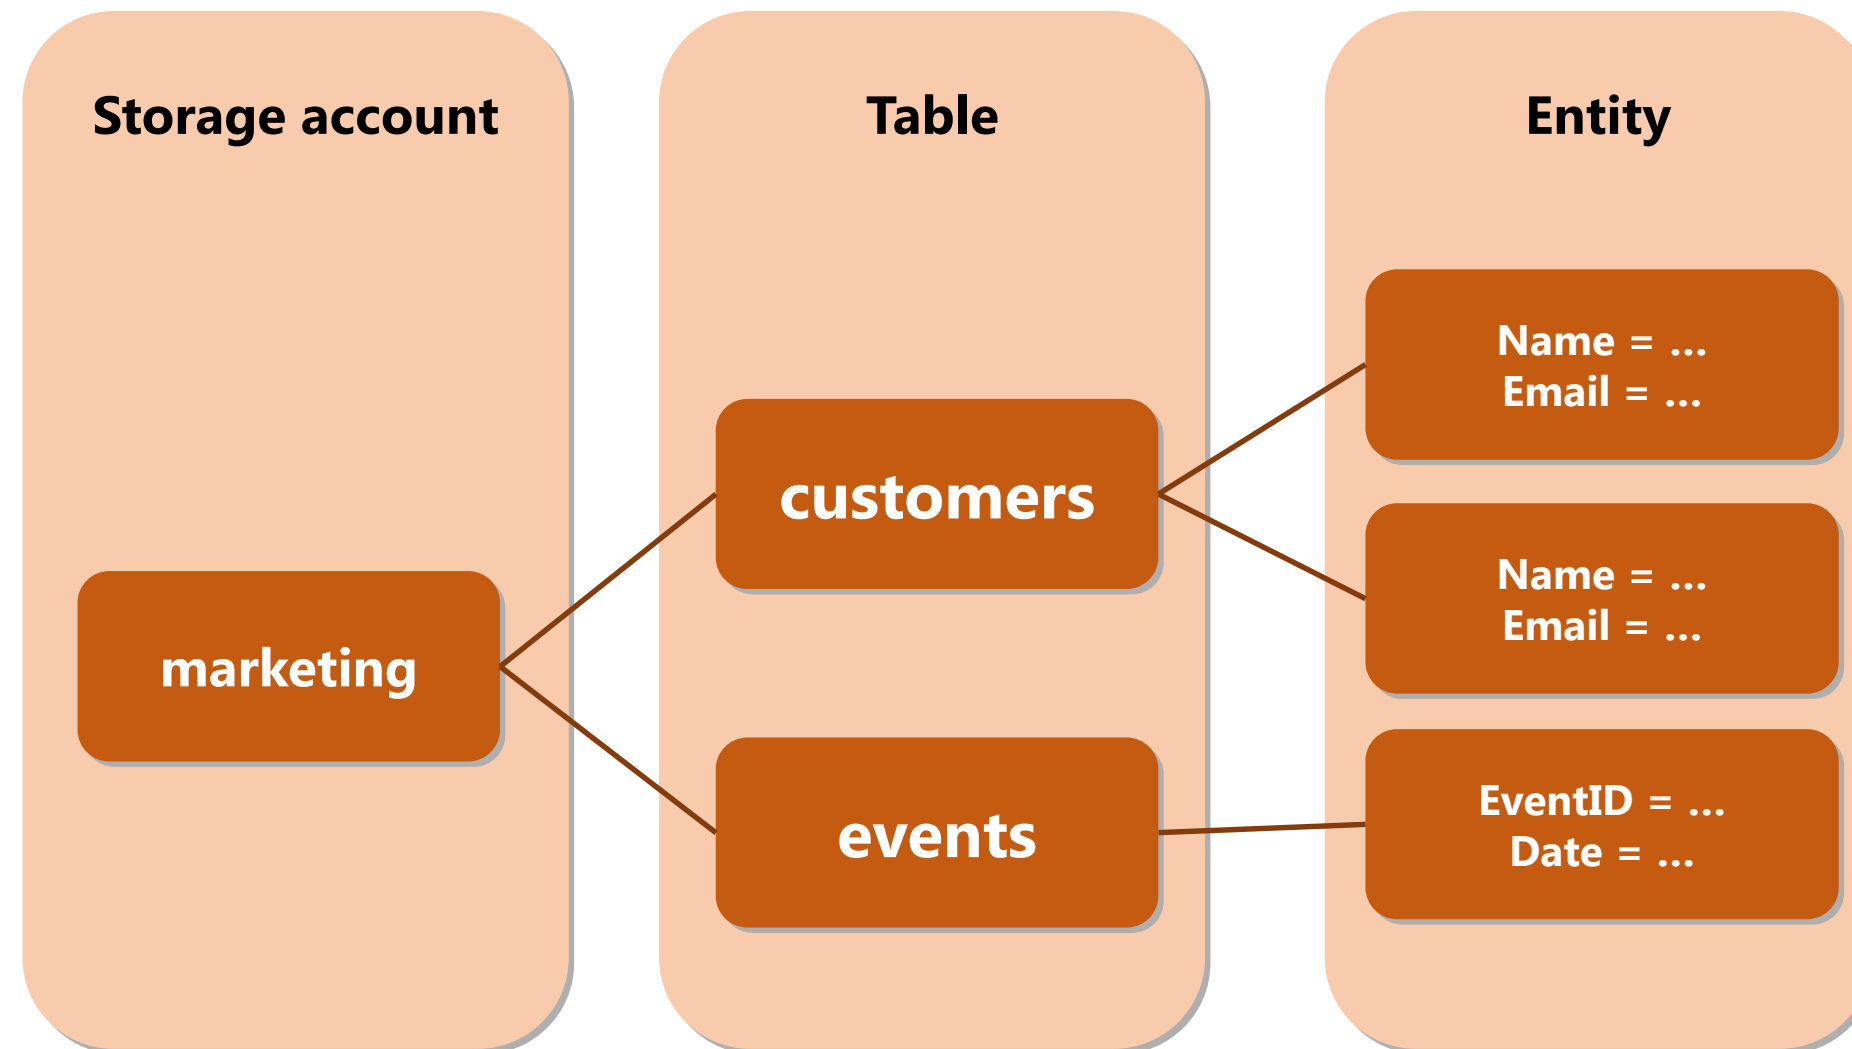 Storage account
marketing
Table
customers
events
Entity
Name = ...
Email = ...
Name = ...
Email = ...
EventID = ...
Date = ...